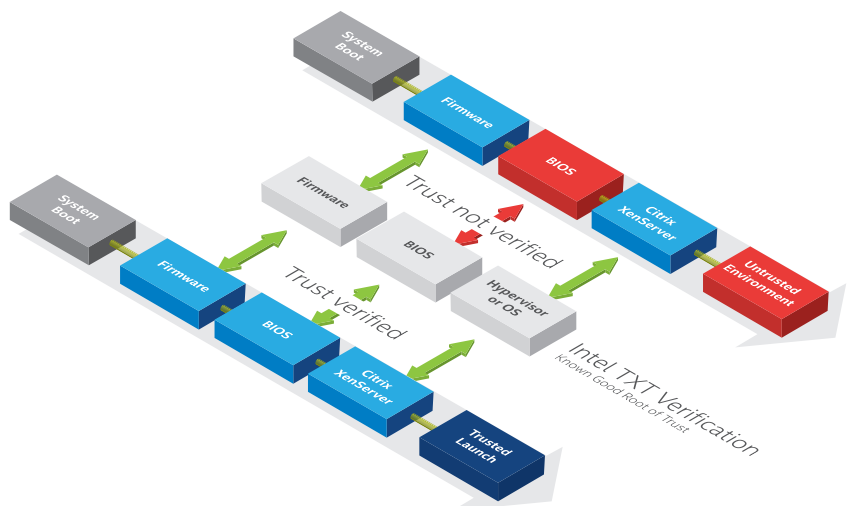 System
Boot
Firmware
BIOS
Citrix
XenServer
Untrusted
Environment
Trust not verified
Firmware
BIOS
Hypervisor
or OS
Intel TXT Verification
Known Good Root of Trust
Trust verified
System
Boot
Firmware
BIOS
Citrix
XenServer
Trusted
Launch